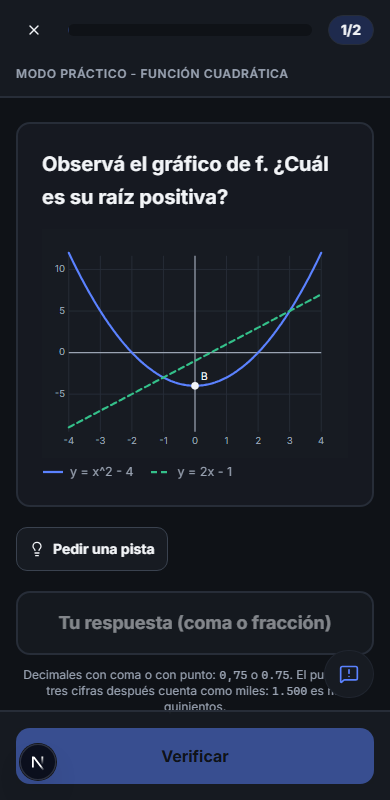 1/2
MODO PRÁCTICO - FUNCIÓN CUADRÁTICA
Observá el gráfico de f. ¿Cuál
es su raíz positiva?
10
5
0
-5
B
-4 -3 -2 -1 0 1 2 3 4
y = x^2 - 4 y = 2x - 1
Pedir una pista
Tu respuesta (coma o fracción)
Decimales con coma o con punto: 0,75 o 0.75. El
tres cifras después cuenta como miles: 1.500 es
quinientos.
Verificar
N